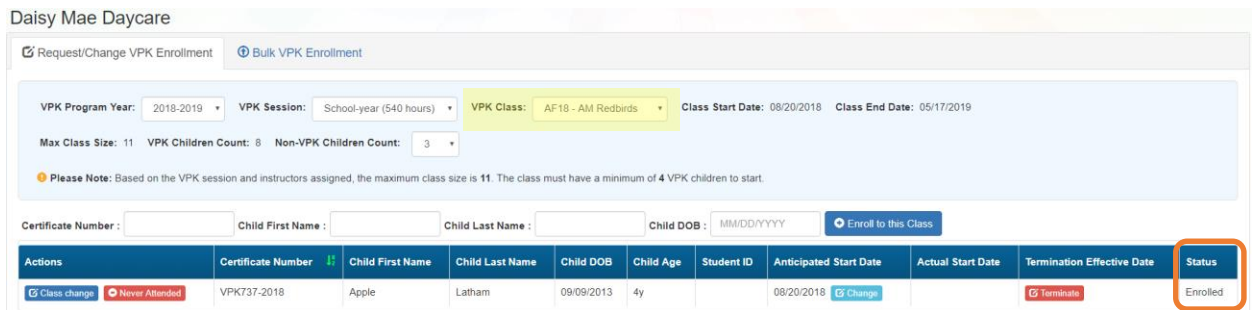 Daisy Mae Daycare
Request/Change VPK Enrollment Bulk VPK Enrollment
VPK Program Year: 2018-2019 VPK Session: School-year (540 hours) VPK Class: AF18 - AM Redbirds Class Start Date: 08/20/2018 Class End Date: 05/17/2019
Max Class Size: 11 VPK Children Count: 8 Non-VPK Children Count: 3
Please Note: Based on the VPK session and instructors assigned, the maximum class size is 11. The class must have a minimum of 4 VPK children to start.
Certificate Number : Child First Name : Child Last Name : Child DOB : MM/DD/YYYY Enroll to this Class
Actions Certificate Number Child First Name Child Last Name Child DOB Child Age Student ID Anticipated Start Date Actual Start Date Termination Effective Date Status
Class change Never Attended VPK737-2018 Apple Latham 09/09/2013 4y 08/20/2018 Change Terminate Enrolled